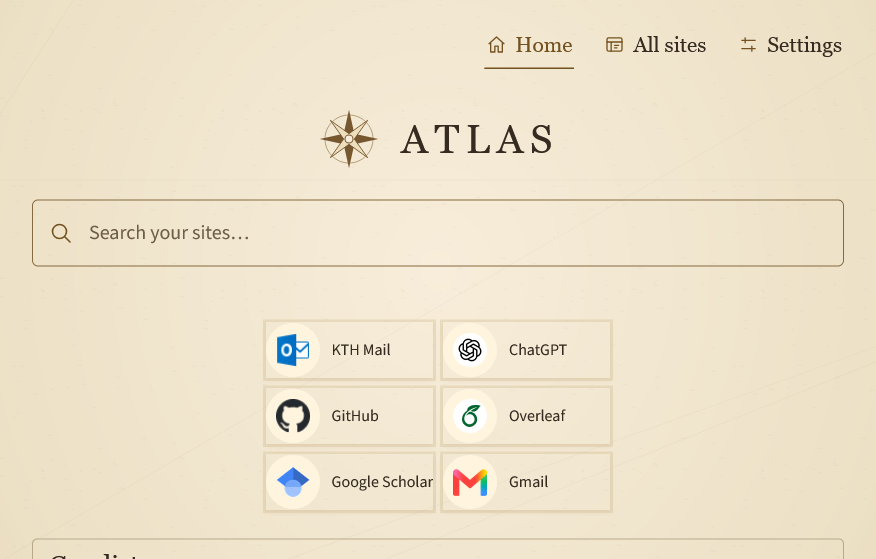 Home All sites Settings
ATLAS
Search your sites…
KTH Mail ChatGPT
GitHub Overleaf
Google Scholar Gmail